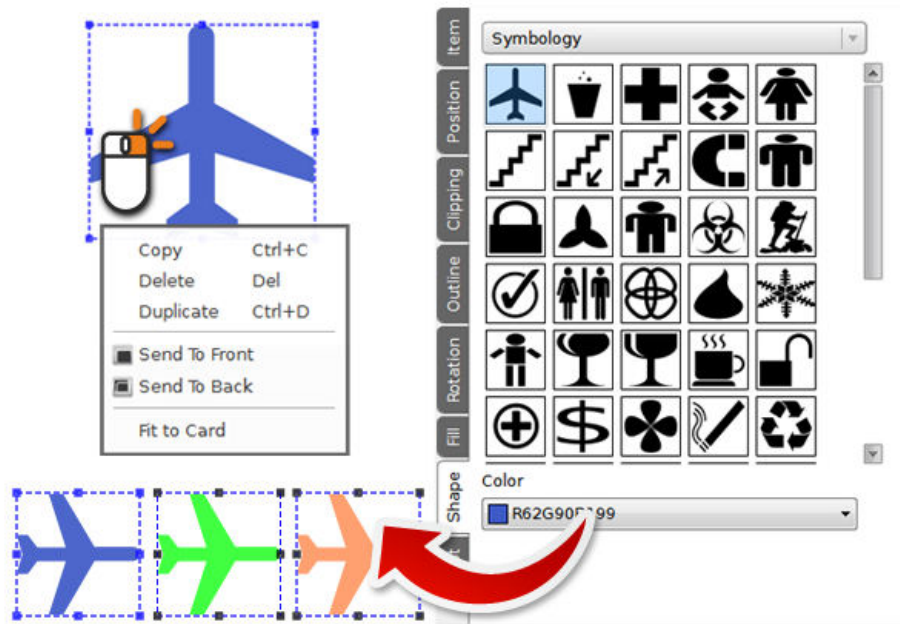 Copy Ctrl+C
Delete Del
Duplicate Ctrl+D
Send To Front
Send To Back
Fit to Card
Item
Position
Clipping
Outline
Rotation
Fill
Shape
Symbology
$
Color